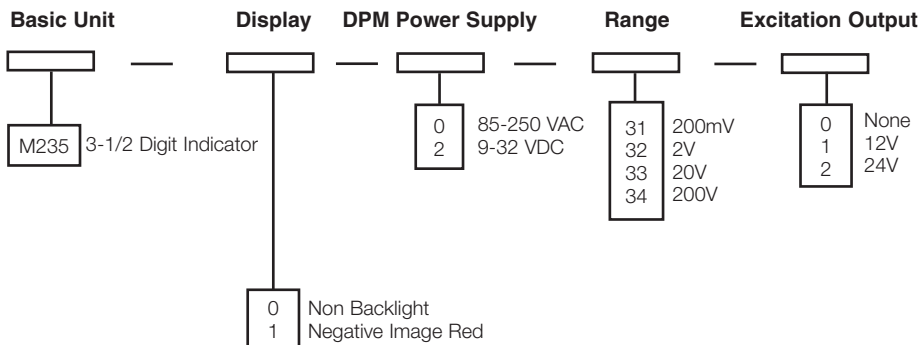 Basic Unit Display DPM Power Supply Range Excitation Output
M235 3-1/2 Digit Indicator
0 85-250 VAC
2 9-32 VDC
31 200mV
32 2V
33 20V
34 200V
0 None
1 12V
2 24V
0 Non Backlight
1 Negative Image Red